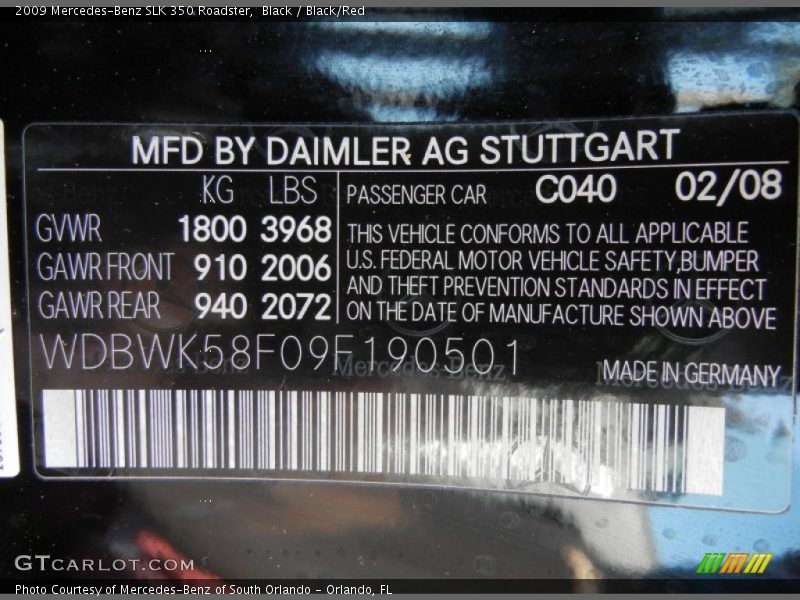 2009 Mercedes-Benz SLK 350 Roadster, Black / Black/Red
MFD BY DAIMLER AG STUTTGART
KG LBS
GVWR 1800 3968
GAWR FRONT 910 2006
GAWR REAR 940 2072
PASSENGER CAR C040 02/08
THIS VEHICLE CONFORMS TO ALL APPLICABLE
U.S. FEDERAL MOTOR VEHICLE SAFETY,BUMPER
AND THEFT PREVENTION STANDARDS IN EFFECT
ON THE DATE OF MANUFACTURE SHOWN ABOVE
WDBWK58F09F190501
Mercedes-Benz
MADE IN GERMANY
GTCARLOT.COM
Photo Courtesy of Mercedes-Benz of South Orlando - Orlando, FL